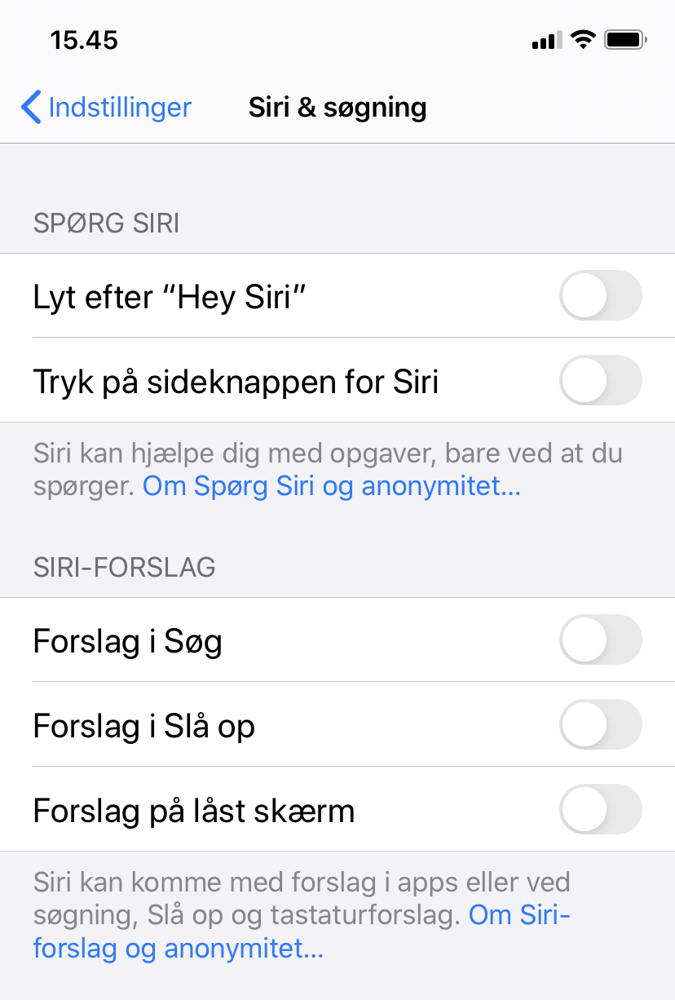 15.45
Indstillinger
Siri & søgning
SPØRG SIRI
Lyt efter “Hey Siri”
Tryk på sideknappen for Siri
Siri kan hjælpe dig med opgaver, bare ved at du
spørger. Om Spørg Siri og anonymitet...
SIRI-FORSLAG
Forslag i Søg
Forslag i Slå op
Forslag på låst skærm
Siri kan komme med forslag i apps eller ved
søgning, Slå op og tastaturforslag. Om Siri-
forslag og anonymitet...